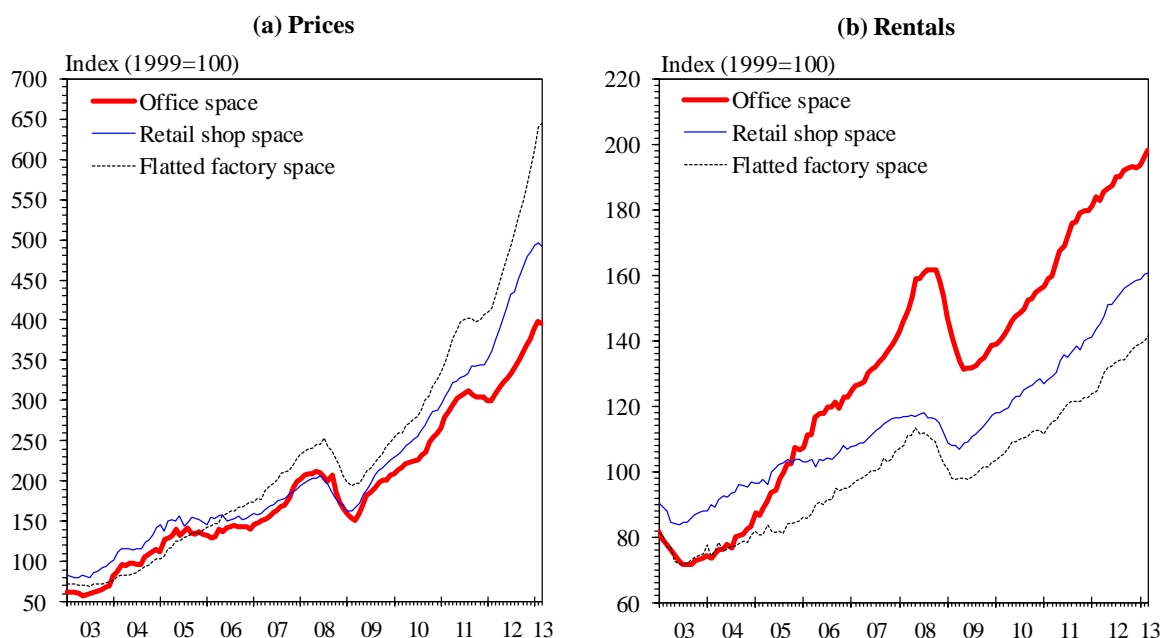 (a) Prices
Index (1999=100)
700
650
600
550
500
450
400
350
300
250
200
150
100
50
Office space
Retail shop space
Flatted factory space
03 04 05 06 07 08 09 10 11 12 13
(b) Rentals
Index (1999=100)
220
200
180
160
140
120
100
80
60
Office space
Retail shop space
Flatted factory space
03 04 05 06 07 08 09 10 11 12 13